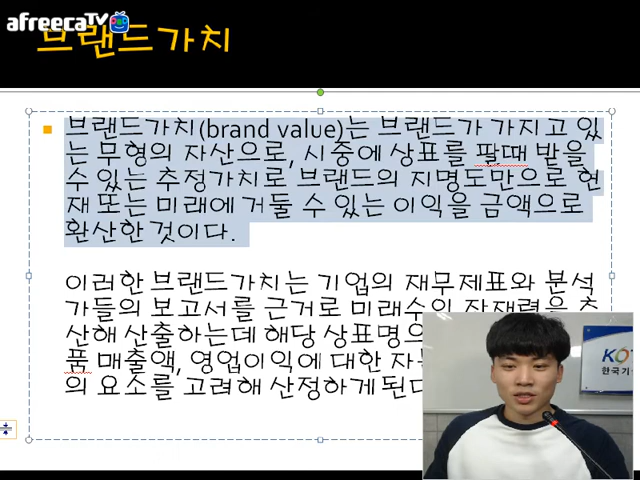 afreecaTV
브랜드가치
브랜드가치(brand value)는 브랜드가 가지고 있
는 무형의 자산으로, 시중에 상표를 팔때 받을
수 있는 추정가치로 브랜드의 지명도만으로 현
재 또는 미래에 거둘 수 있는 이익을 금액으로
환산한 것이다.
이러한 브랜드가치는 기업의 재무제표와 분석
가들의 보고서를 근거로 미래수익 잠재력을 추
산해 산출하는데 해당 상표명으
품 매출액, 영업이익에 대한
의 요소를 고려해 산정하게 된다
한국기